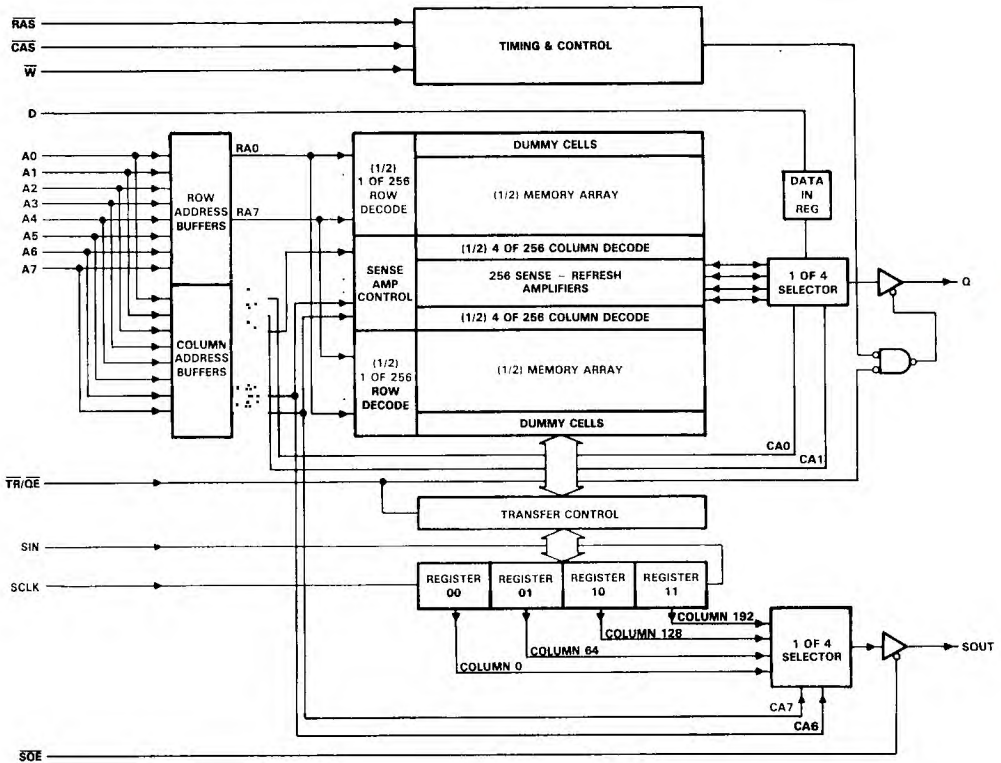 R̅A̅S̅
C̅A̅S̅
W̅
TIMING & CONTROL
D
A0
A1
A2
A3
A4
A5
A6
A7
ROW
ADDRESS
BUFFERS
RA0
RA7
COLUMN
ADDRESS
BUFFERS
(1/2)
1 OF 256
ROW
DECODE
SENSE
AMP
CONTROL
(1/2)
1 OF 256
ROW
DECODE
DUMMY CELLS
(1/2) MEMORY ARRAY
(1/2) 4 OF 256 COLUMN DECODE
256 SENSE – REFRESH
AMPLIFIERS
(1/2) 4 OF 256 COLUMN DECODE
(1/2) MEMORY ARRAY
DUMMY CELLS
DATA
IN
REG
1 OF 4
SELECTOR
Q
CA0
CA1
T̅R̅/Q̅E̅
TRANSFER CONTROL
SIN
SCLK
REGISTER
00
REGISTER
01
REGISTER
10
REGISTER
11
COLUMN 192
COLUMN 128
COLUMN 64
COLUMN 0
1 OF 4
SELECTOR
SOUT
CA7
CA6
S̅O̅E̅